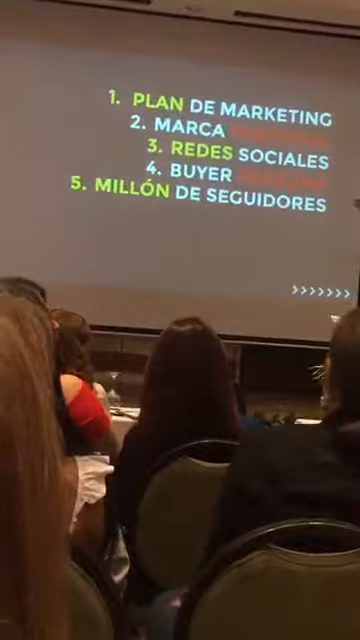 1. PLAN DE MARKETING
2. MARCA
3. REDES SOCIALES
4. BUYER
5. MILLÓN DE SEGUIDORES